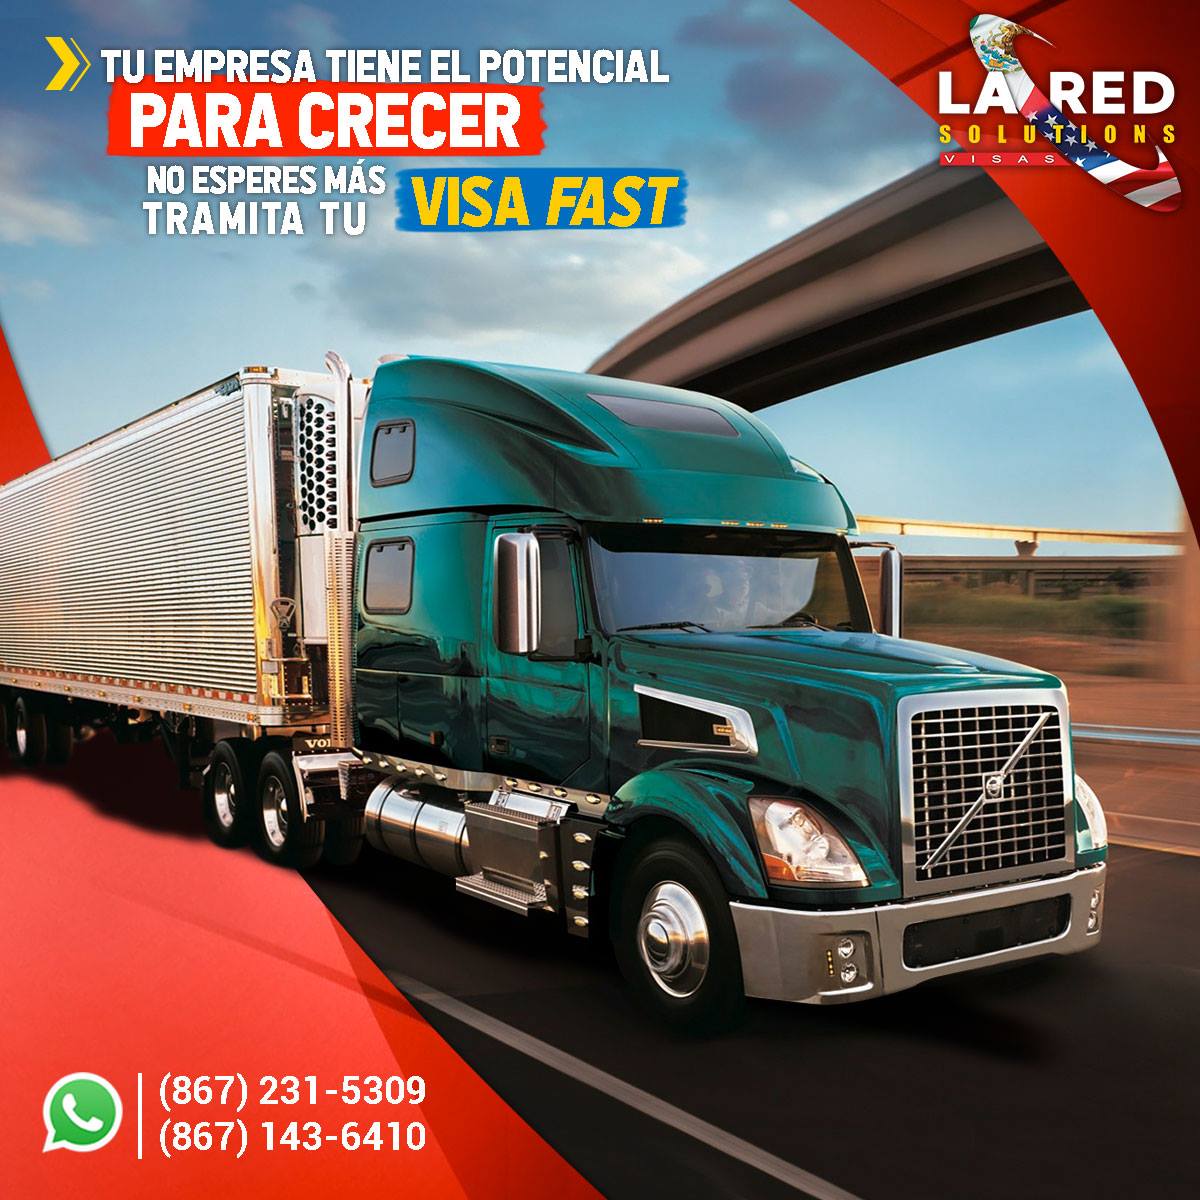 TU EMPRESA TIENE EL POTENCIAL
PARA CRECER
NO ESPERES MÁS
TRAMITA TU VISA FAST
LA RED
SOLUTIONS
VISAS
(867) 231-5309
(867) 143-6410